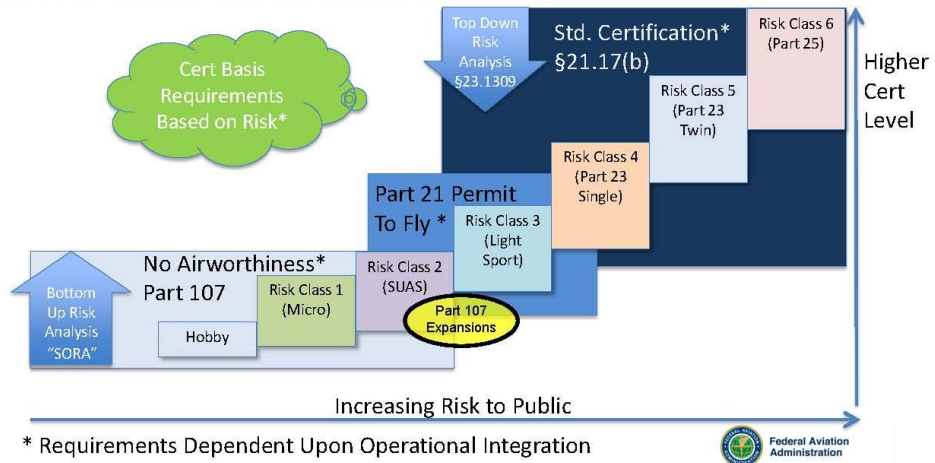 Top Down
Risk
Analysis
§23.1309
Std. Certification*
§21.17(b)
Risk Class 6
(Part 25)
Higher
Cert
Level
Cert Basis
Requirements
Based on Risk*
Risk Class 5
(Part 23
Twin)
Risk Class 4
(Part 23
Single)
Part 21 Permit
To Fly *
Risk Class 3
(Light
Sport)
No Airworthiness*
Part 107
Risk Class 2
(SUAS)
Risk Class 1
(Micro)
Bottom
Up Risk
Analysis
“SORA”
Hobby
Part 107
Expansions
Increasing Risk to Public
* Requirements Dependent Upon Operational Integration
Federal Aviation
Administration